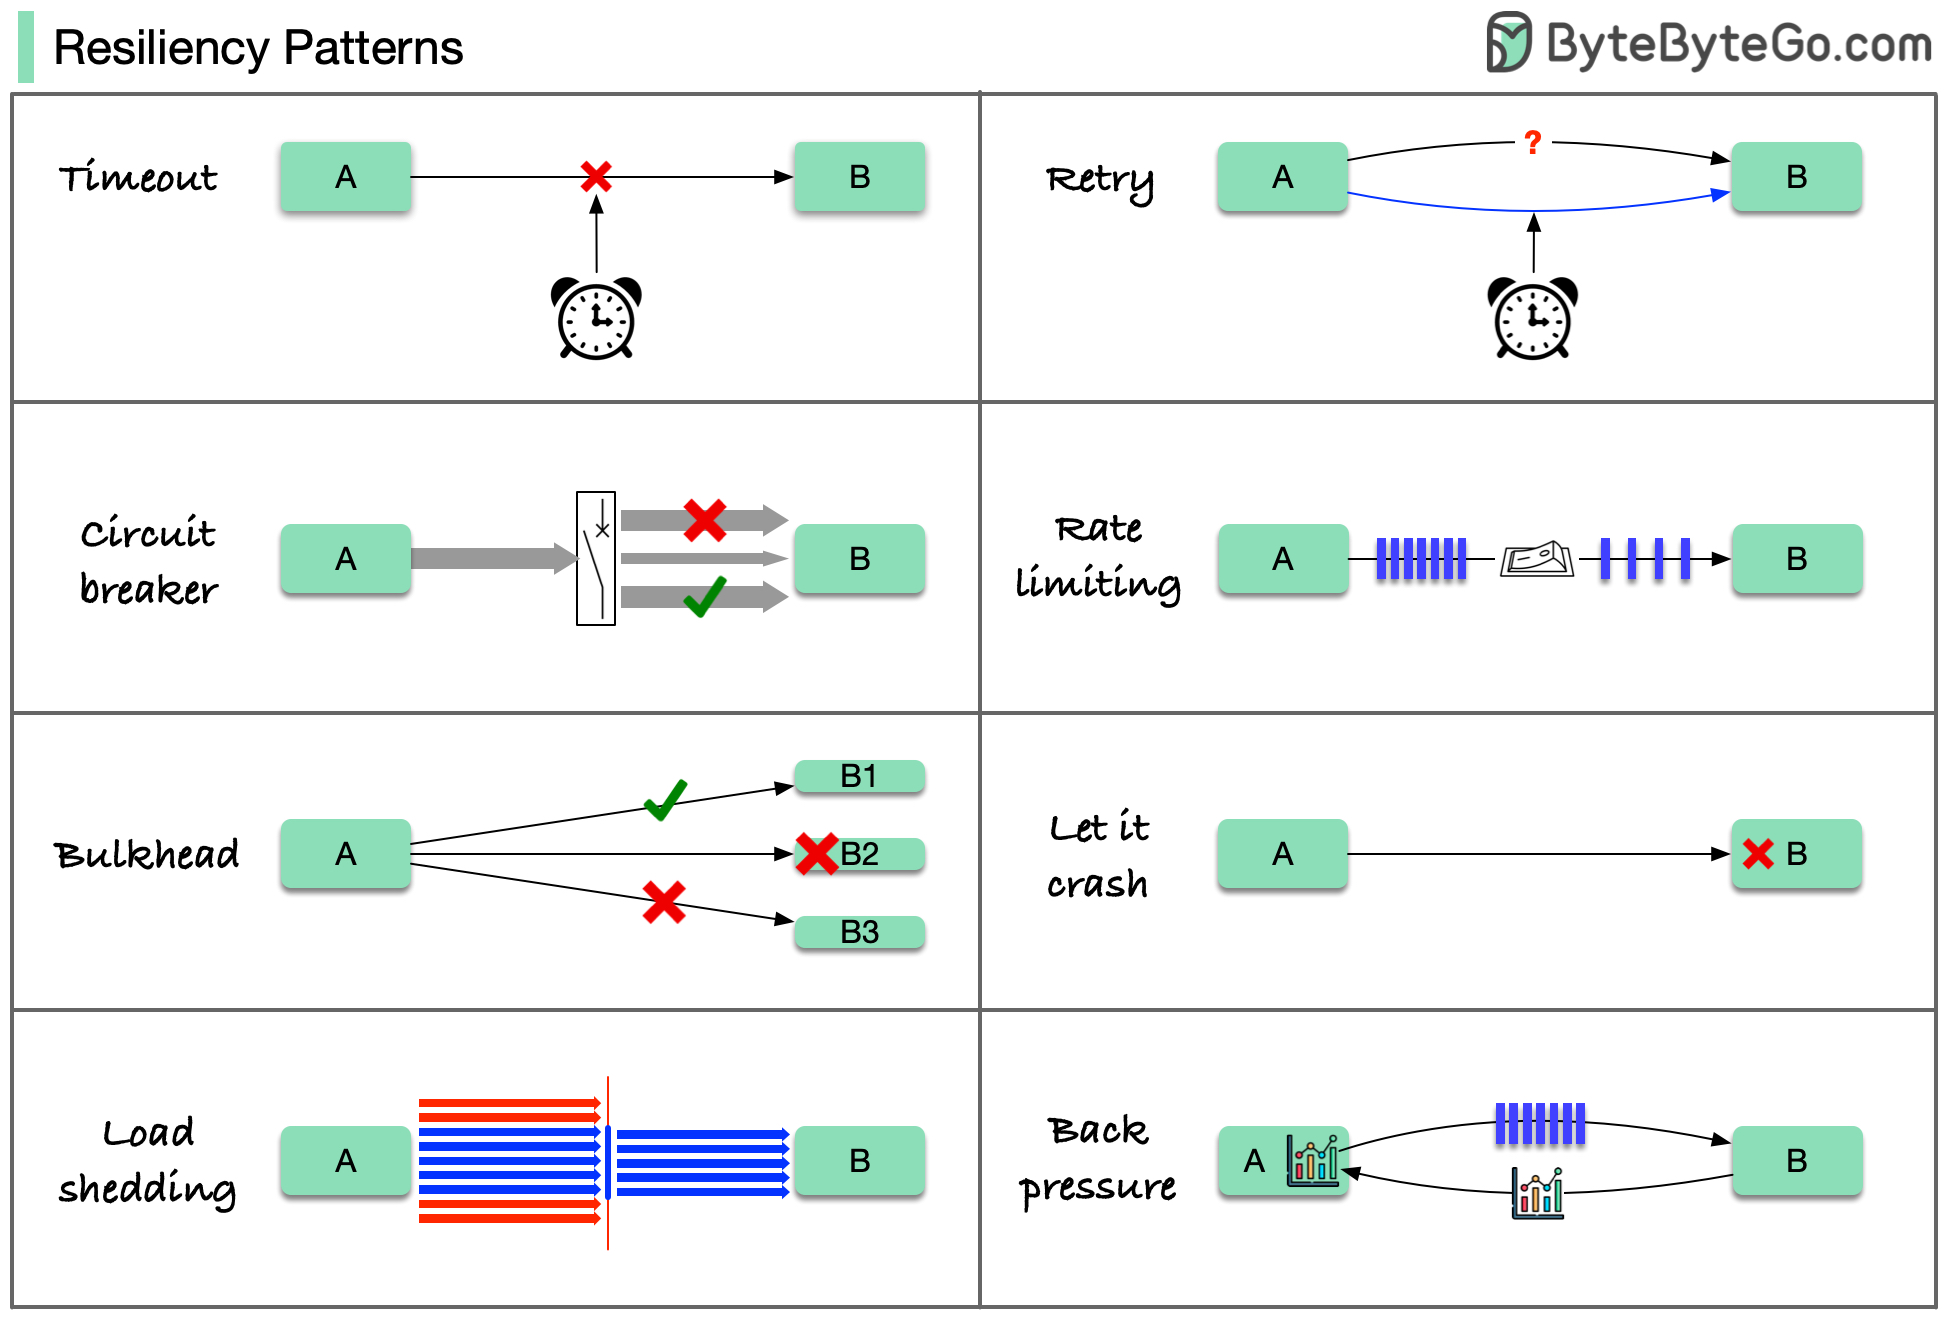 Resiliency Patterns
ByteByteGo.com
Timeout
A
B
Retry
A
?
B
Circuit
breaker
A
B
Rate
limiting
A
B
Bulkhead
A
B1
B2
B3
Let it
crash
A
B
Load
shedding
A
B
Back
pressure
A
B